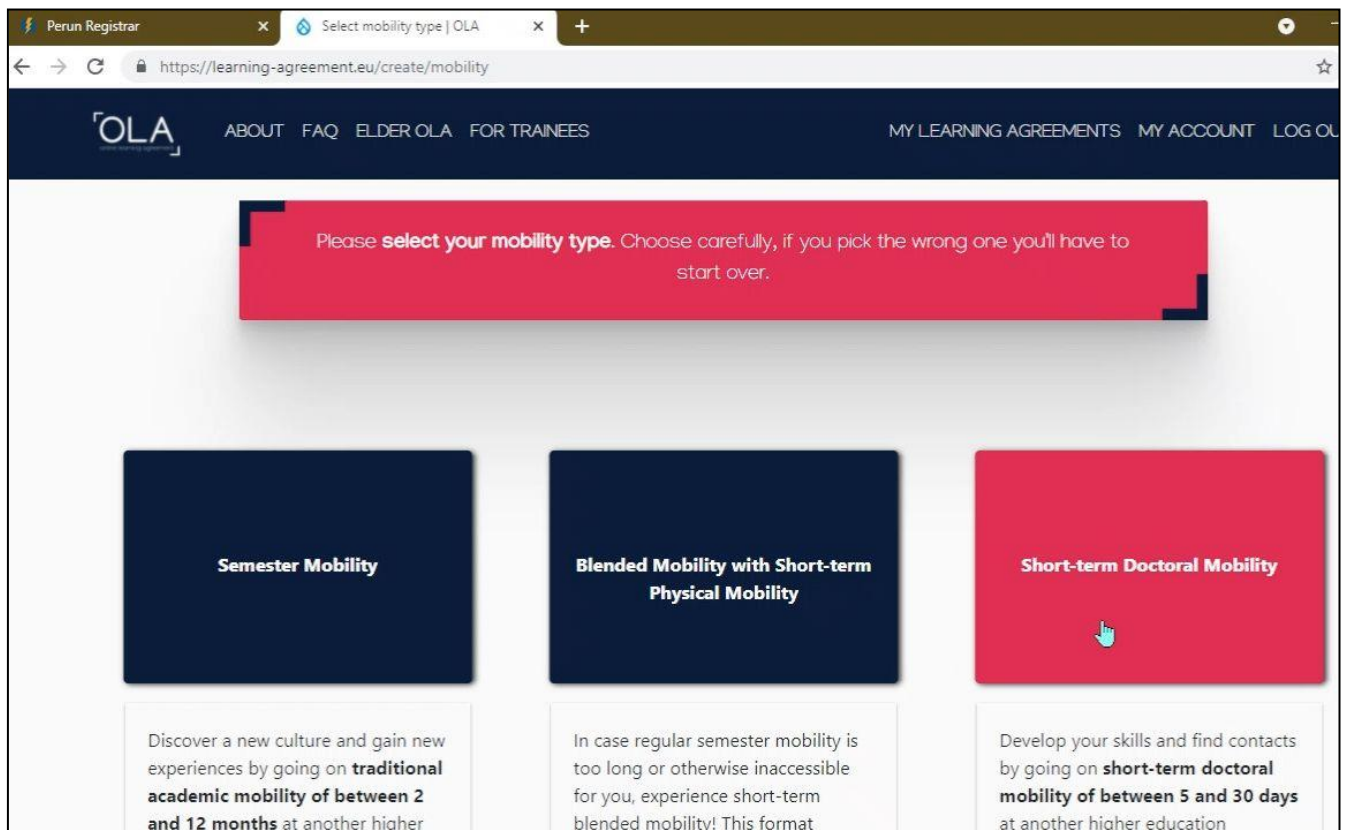 Perun Registrar
Select mobility type | OLA
https://learning-agreement.eu/create/mobility
OLA
ABOUT FAQ ELDER OLA FOR TRAINEES
MY LEARNING AGREEMENTS MY ACCOUNT LOG OU
Please select your mobility type. Choose carefully, if you pick the wrong one you'll have to
start over.
Semester Mobility
Blended Mobility with Short-term
Physical Mobility
Short-term Doctoral Mobility
Discover a new culture and gain new
experiences by going on traditional
academic mobility of between 2
and 12 months at another higher
In case regular semester mobility is
too long or otherwise inaccessible
for you, experience short-term
blended mobility! This format
Develop your skills and find contacts
by going on short-term doctoral
mobility of between 5 and 30 days
at another higher education